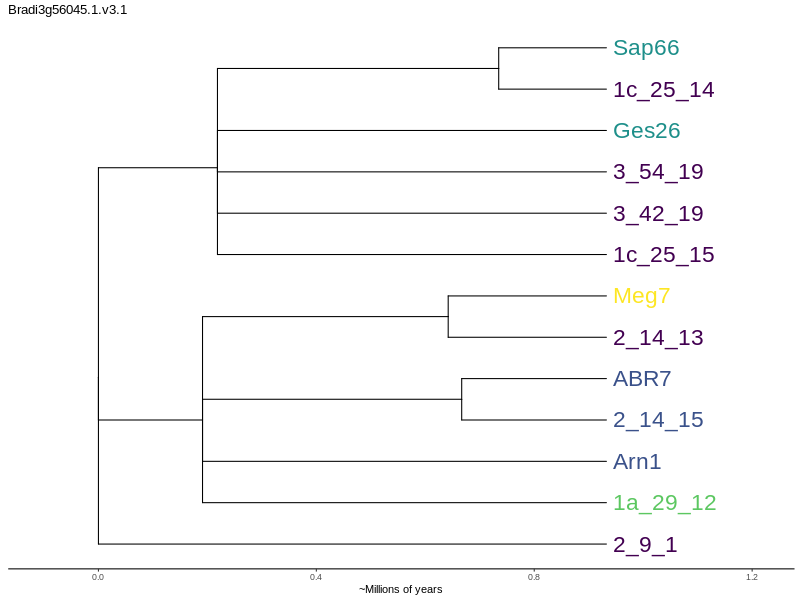 Bradi3g56045.1.v3.1
Sap66
1c_25_14
Ges26
3_54_19
3_42_19
1c_25_15
Meg7
2_14_13
ABR7
2_14_15
Arn1
1a_29_12
2_9_1
0.0 0.4 0.8 1.2
~Millions of years